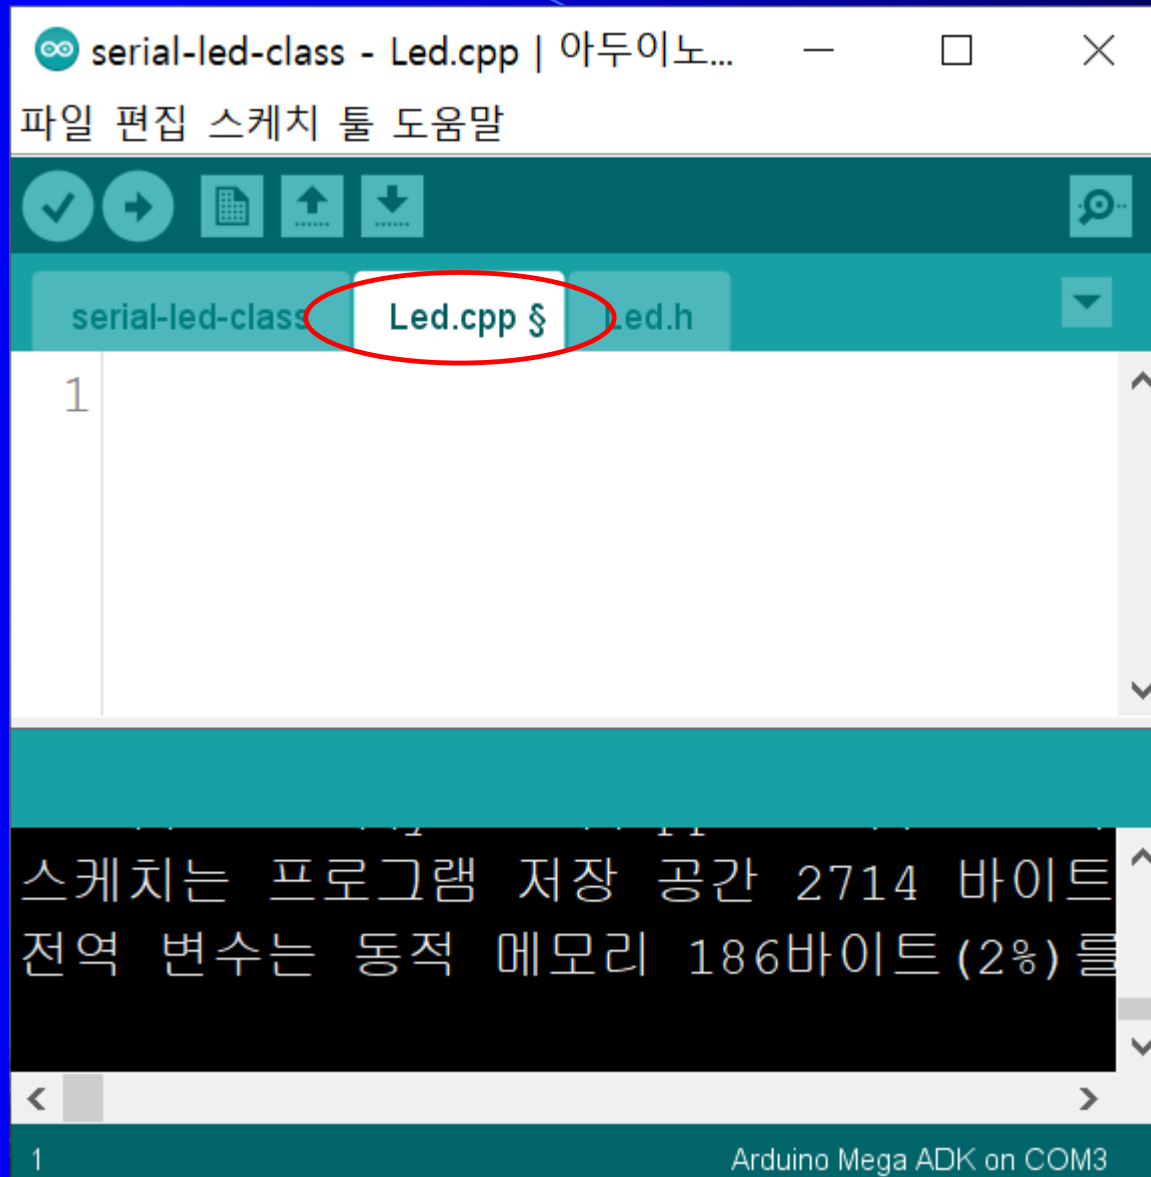 serial-led-class - Led.cpp | 아두이노...
파일 편집 스케치 툴 도움말
serial-led-class Led.cpp § Led.h
1
스케치는 프로그램 저장 공간 2714 바이트
전역 변수는 동적 메모리 186바이트(2%)를
1 Arduino Mega ADK on COM3